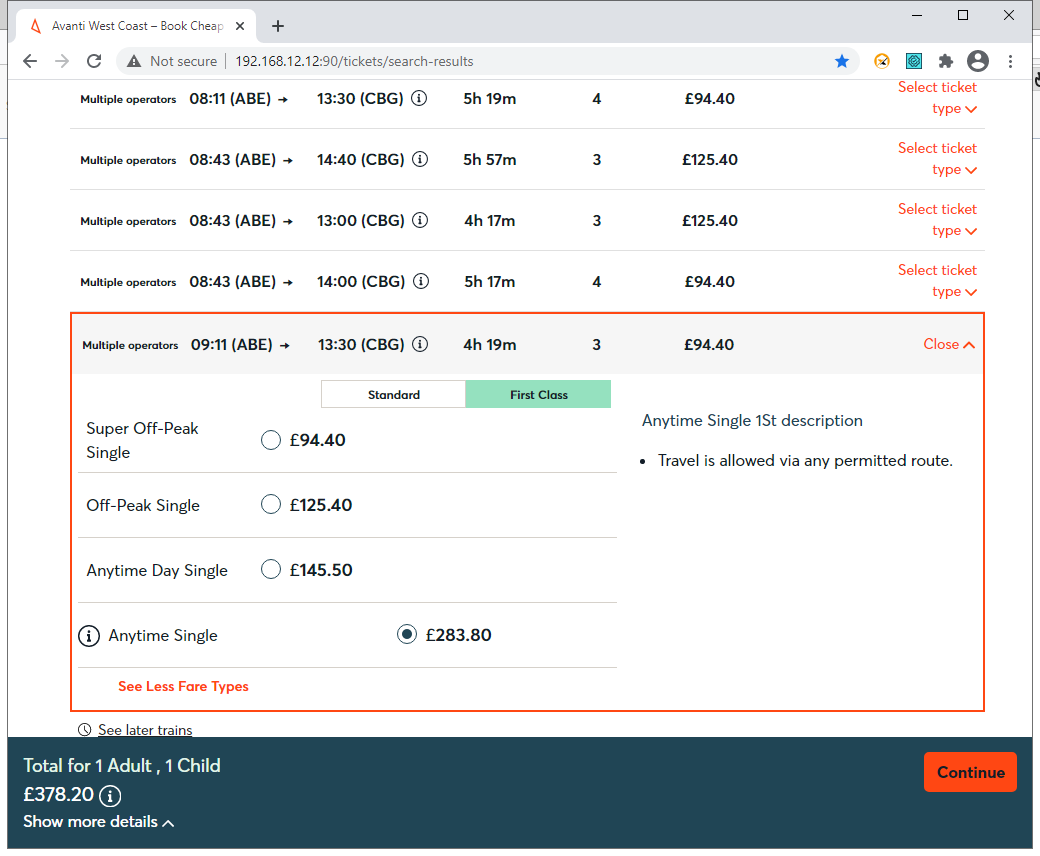 Avanti West Coast – Book Cheap
Not secure 192.168.12.12:90/tickets/search-results
Multiple operators 08:11 (ABE) → 13:30 (CBG) 5h 19m 4 £94.40 Select ticket
type
Multiple operators 08:43 (ABE) → 14:40 (CBG) 5h 57m 3 £125.40 Select ticket
type
Multiple operators 08:43 (ABE) → 13:00 (CBG) 4h 17m 3 £125.40 Select ticket
type
Multiple operators 08:43 (ABE) → 14:00 (CBG) 5h 17m 4 £94.40 Select ticket
type
Multiple operators 09:11 (ABE) → 13:30 (CBG) 4h 19m 3 £94.40 Close
Standard First Class
Super Off-Peak
Single
£94.40
Off-Peak Single £125.40
Anytime Day Single £145.50
Anytime Single £283.80
See Less Fare Types
Anytime Single 1St description
• Travel is allowed via any permitted route.
See later trains
Total for 1 Adult , 1 Child
£378.20
Show more details
Continue